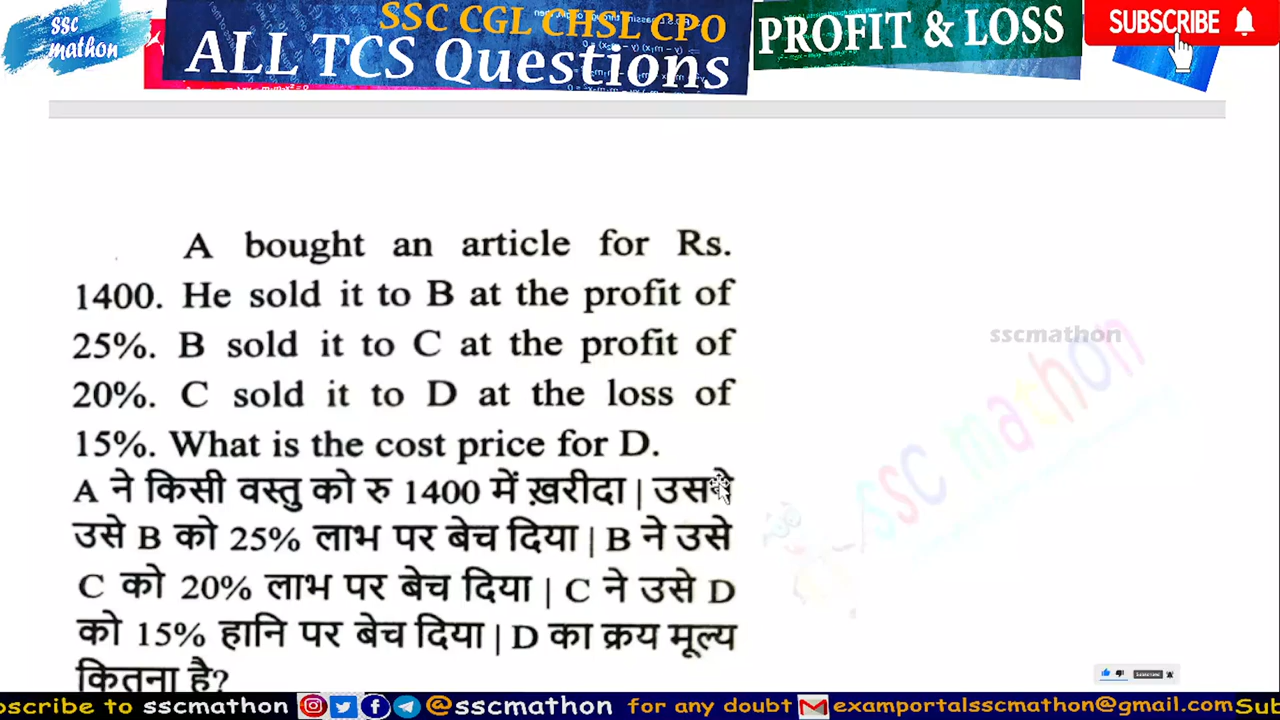 ssc
mathon
SSC CGL CHSL CPO
ALL TCS Questions
PROFIT & LOSS
SUBSCRIBE
A bought an article for Rs.
1400. He sold it to B at the profit of
25%. B sold it to C at the profit of
20%. C sold it to D at the loss of
15%. What is the cost price for D.
A ने किसी वस्तु को रु 1400 में ख़रीदा | उसने
उसे B को 25% लाभ पर बेच दिया | B ने उसे
C को 20% लाभ पर बेच दिया | C ने उसे D
को 15% हानि पर बेच दिया | D का क्रय मूल्य
कितना है?
sscmathon
ssc mathon
oscribe to sscmathon @sscmathon for any doubt examportalsscmathon@gmail.com Sub